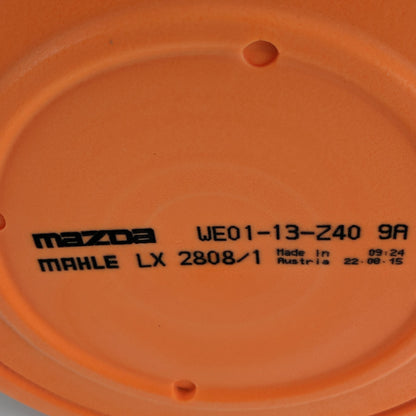 mazda WE01-13-Z40 9A
MAHLE LX 2808/1 Made in 09:24
Austria 22-08-15